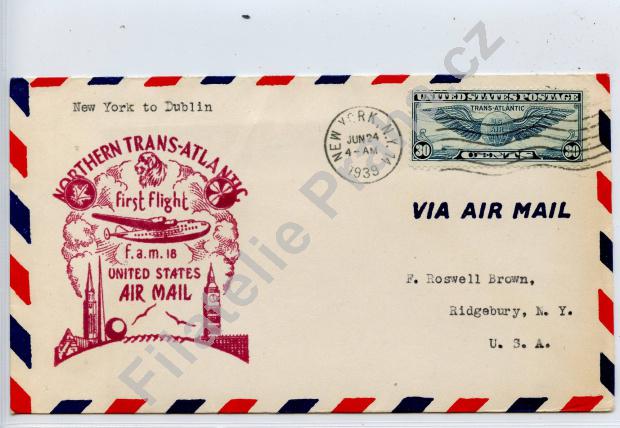 New York to Dublin
NORTHERN TRANS-ATLANTIC
First Flight
f.a.m. 18
UNITED STATES
AIR MAIL
NEW YORK, N.Y.
JUN 24
4-AM
1939
UNITED STATES POSTAGE
TRANS-ATLANTIC
30 CENTS 30
VIA AIR MAIL
F. Roswell Brown,
Ridgebury, N. Y.
U. S. A.
Filatelie Praha.cz